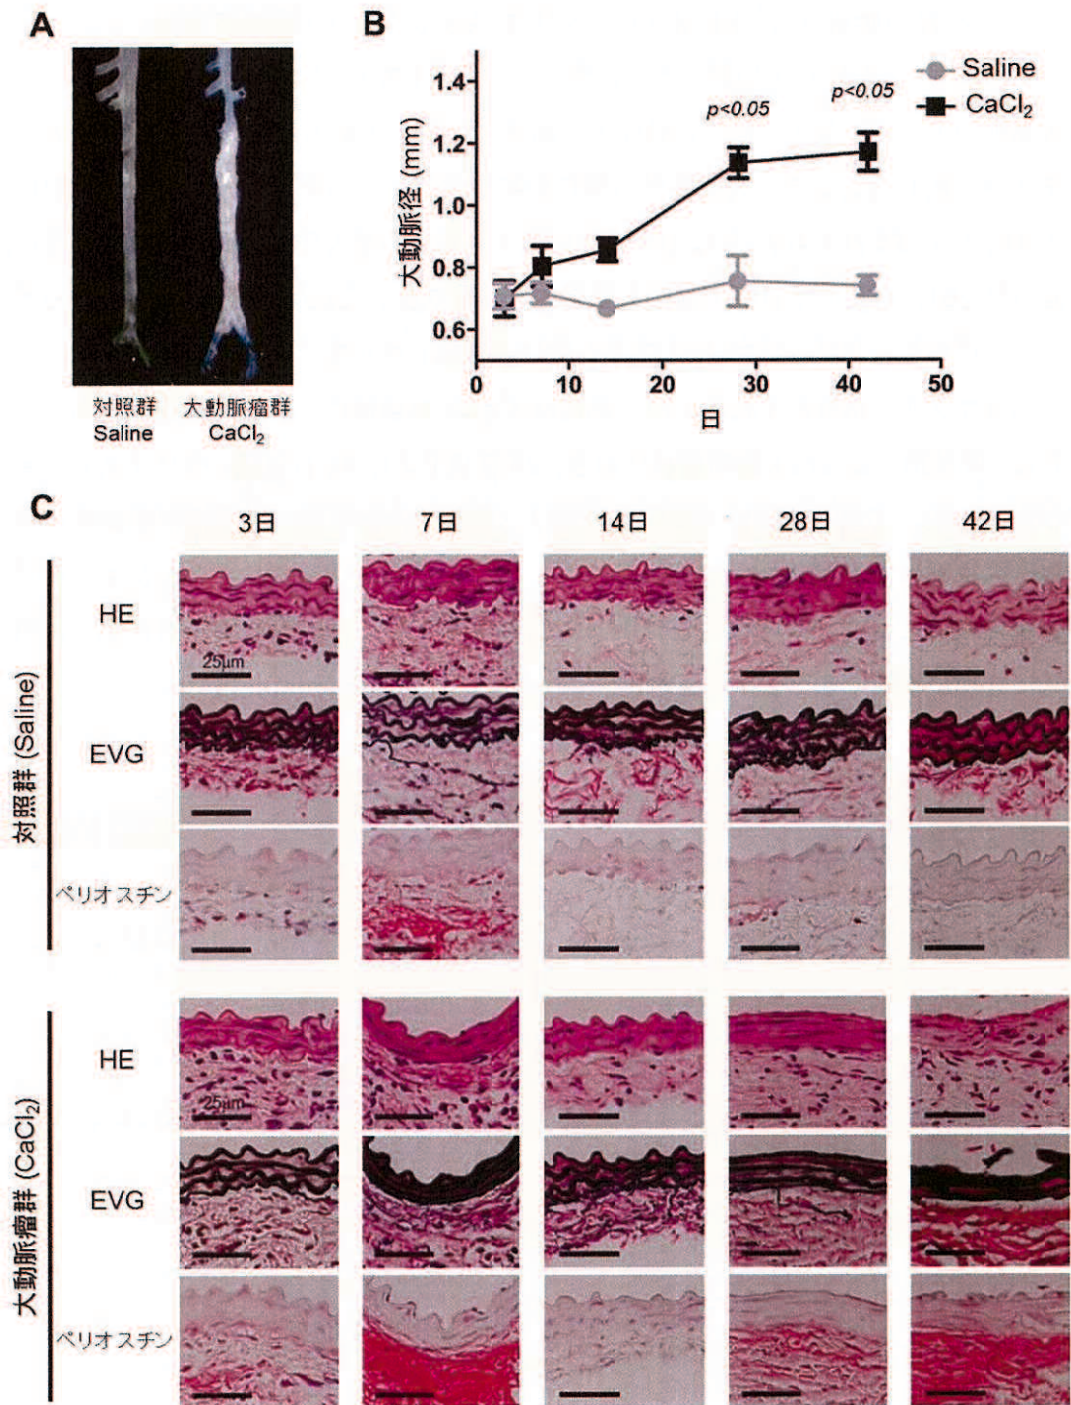 A
対照群
Saline
大動脈瘤群
CaCl₂
B
Saline
CaCl₂
p<0.05
p<0.05
大動脈径 (mm)
1.4
1.2
1.0
0.8
0.6
0
10
20
30
40
50
日
C
3日
7日
14日
28日
42日
対照群 (Saline)
HE
25μm
EVG
ペリオスチン
大動脈瘤群 (CaCl₂)
HE
25μm
EVG
ペリオスチン